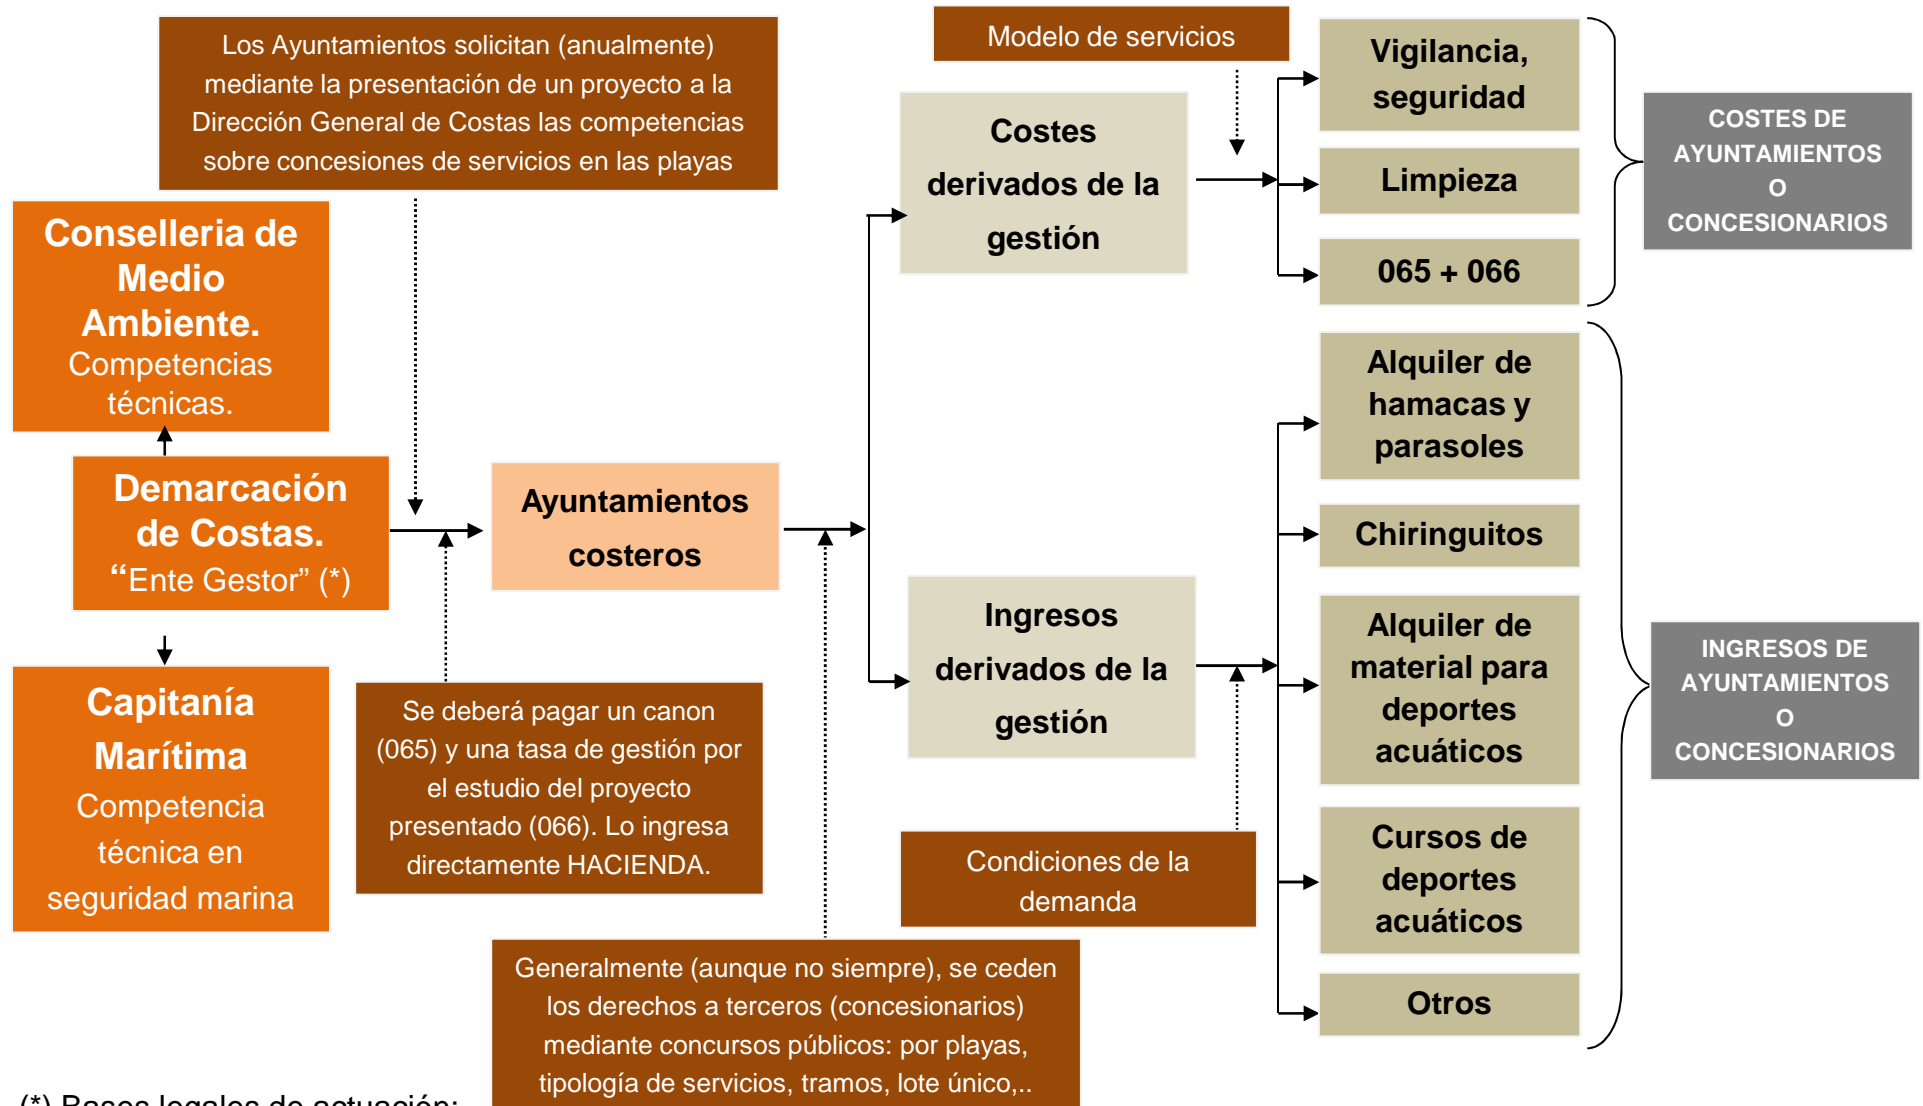 Los Ayuntamientos solicitan (anualmente)
mediante la presentación de un proyecto a la
Dirección General de Costas las competencias
sobre concesiones de servicios en las playas
Modelo de servicios
Conselleria de
Medio
Ambiente.
Competencias
técnicas.
Demarcación
de Costas.
“Ente Gestor” (*)
Capitanía
Marítima
Competencia
técnica en
seguridad marina
Se deberá pagar un canon
(065) y una tasa de gestión por
el estudio del proyecto
presentado (066). Lo ingresa
directamente HACIENDA.
Ayuntamientos
costeros
Generalmente (aunque no siempre), se ceden
los derechos a terceros (concesionarios)
mediante concursos públicos: por playas,
tipología de servicios, tramos, lote único,..
Costes
derivados de la
gestión
Ingresos
derivados de la
gestión
Condiciones de la
demanda
Vigilancia,
seguridad
Limpieza
065 + 066
Alquiler de
hamacas y
parasoles
Chiringuitos
Alquiler de
material para
deportes
acuáticos
Cursos de
deportes
acuáticos
Otros
COSTES DE
AYUNTAMIENTOS
O
CONCESIONARIOS
INGRESOS DE
AYUNTAMIENTOS
O
CONCESIONARIOS
(*) Bases legales de actuación: